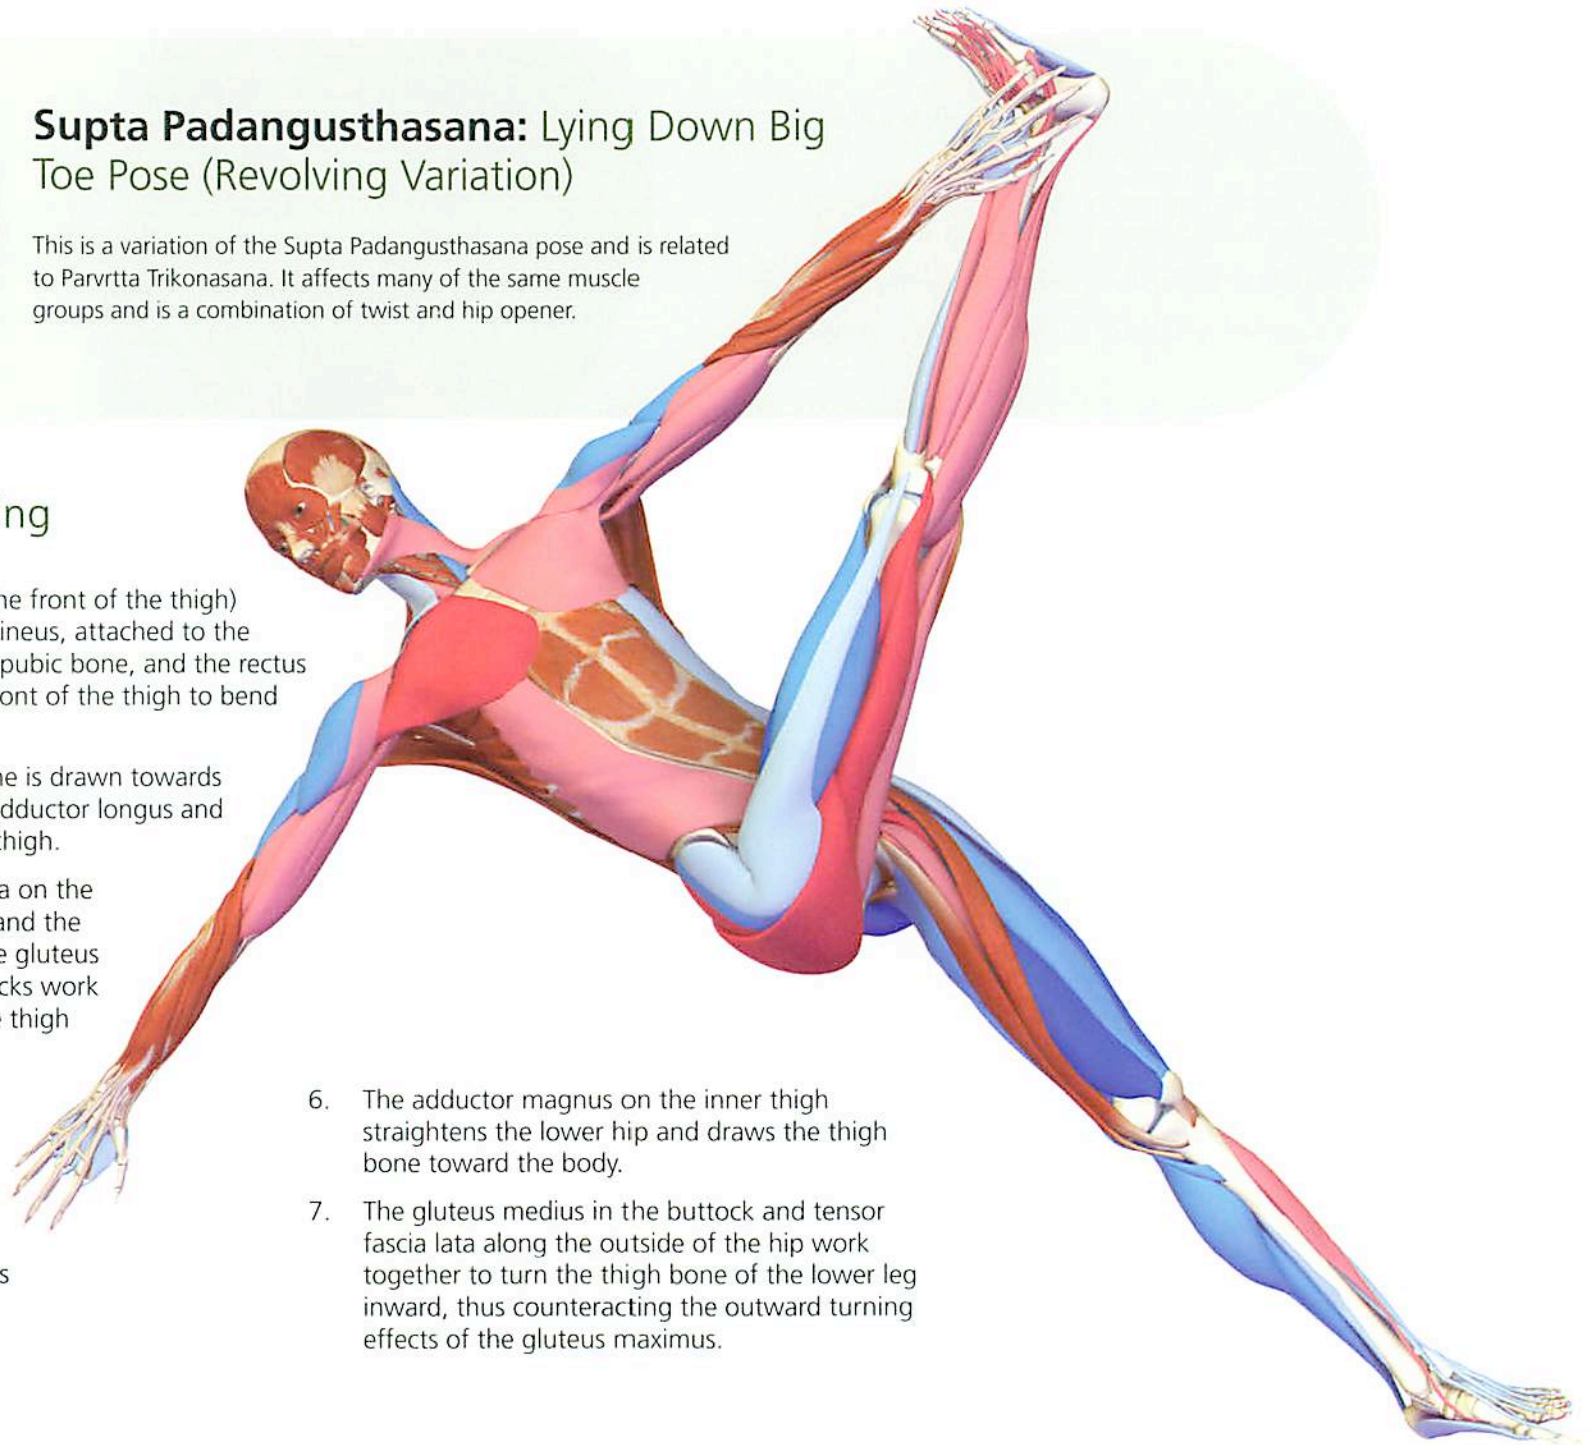 Supta Padangusthasana: Lying Down Big
Toe Pose (Revolving Variation)
This is a variation of the Supta Padangusthasana pose and is related
to Parvrtta Trikonasana. It affects many of the same muscle
groups and is a combination of twist and hip opener.
ng
ne front of the thigh)
ineus, attached to the
pubic bone, and the rectus
ont of the thigh to bend
ne is drawn towards
dductor longus and
thigh.
a on the
and the
e gluteus
cks work
thigh
6. The adductor magnus on the inner thigh
straightens the lower hip and draws the thigh
bone toward the body.
7. The gluteus medius in the buttock and tensor
fascia lata along the outside of the hip work
together to turn the thigh bone of the lower leg
inward, thus counteracting the outward turning
effects of the gluteus maximus.
s